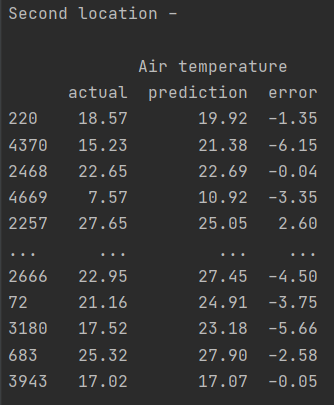 Second location -
Air temperature
actual prediction error
220 18.57 19.92 -1.35
4370 15.23 21.38 -6.15
2468 22.65 22.69 -0.04
4669 7.57 10.92 -3.35
2257 27.65 25.05 2.60
... ... ... ...
2666 22.95 27.45 -4.50
72 21.16 24.91 -3.75
3180 17.52 23.18 -5.66
683 25.32 27.90 -2.58
3943 17.02 17.07 -0.05